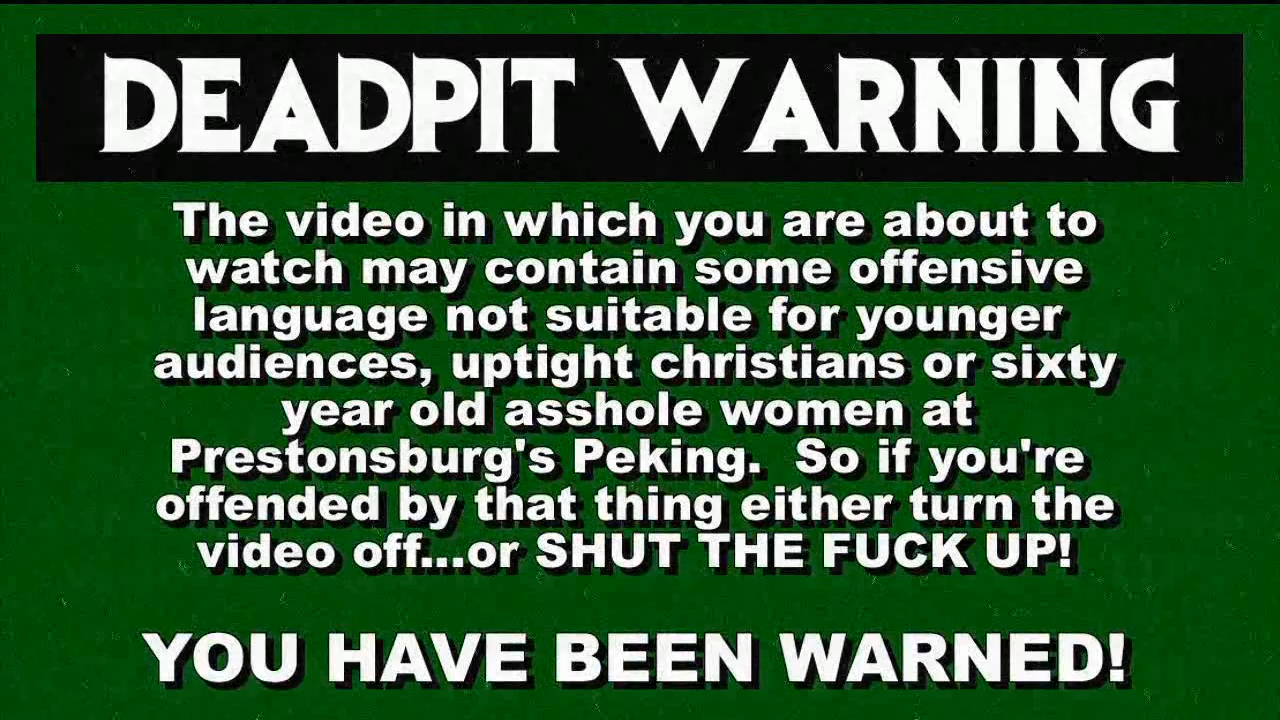 DEADPIT WARNING
The video in which you are about to
watch may contain some offensive
language not suitable for younger
audiences, uptight christians or sixty
year old asshole women at
Prestonsburg's Peking.  So if you're
offended by that thing either turn the
video off...or SHUT THE FUCK UP!
YOU HAVE BEEN WARNED!